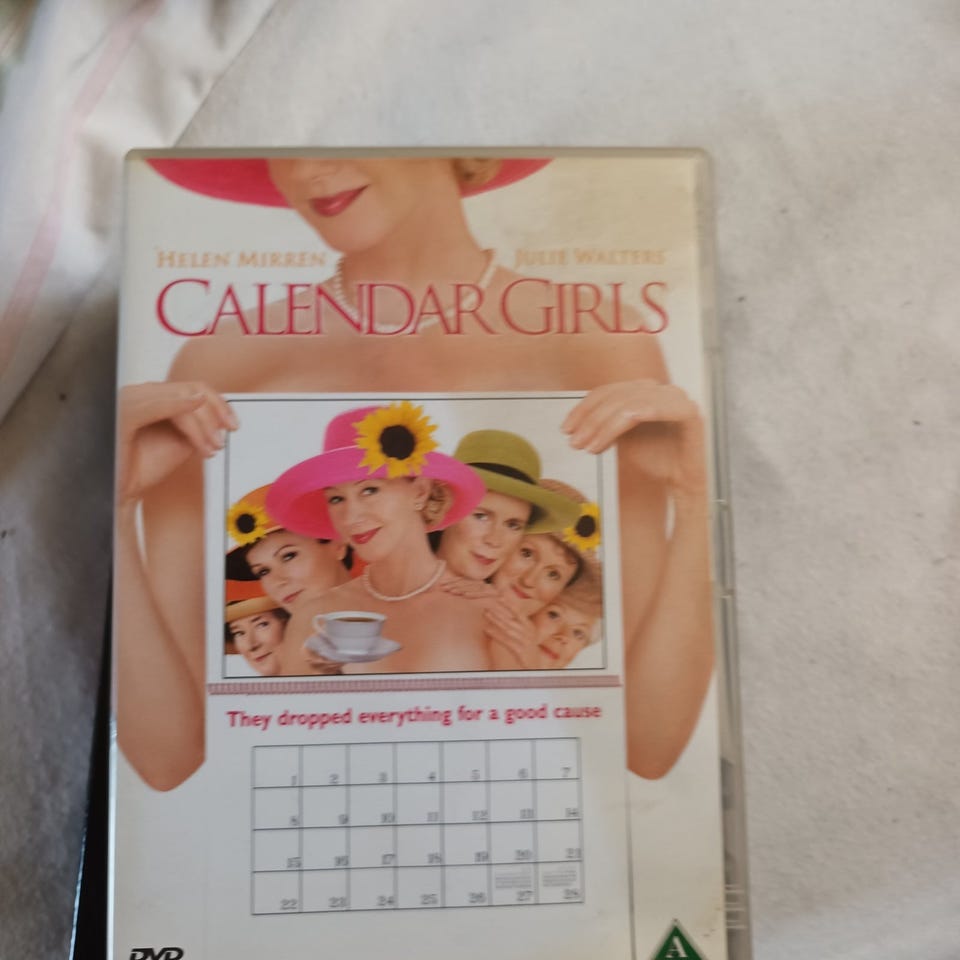 HELEN MIRREN JULIE WALTERS
CALENDAR GIRLS
They dropped everything for a good cause
1 2 3 4 5 6 7
8 9 10 11 12 13 14
15 16 17 18 19 20 21
22 23 24 25 26 27 28
DVD
A